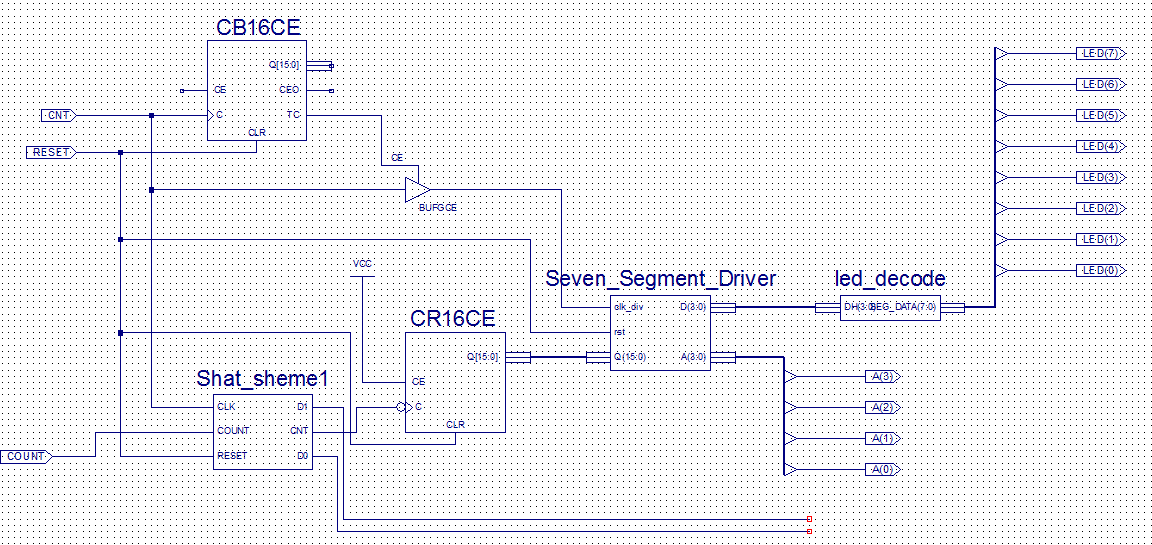 CB16CE
Q[15:0]
CE
CEO
CNT
C
TC
CLR
RESET
CE
BUFGCE
VCC
Seven_Segment_Driver
led_decode
clk_div
D(3:0)
DH(3:0)
SEG_DATA(7:0)
rst
Q(15:0)
A(3:0)
CR16CE
Q[15:0]
CE
C
CLR
Shat_sheme1
CLK
D1
COUNT
CNT
RESET
D0
COUNT
LED(7)
LED(6)
LED(5)
LED(4)
LED(3)
LED(2)
LED(1)
LED(0)
A(3)
A(2)
A(1)
A(0)